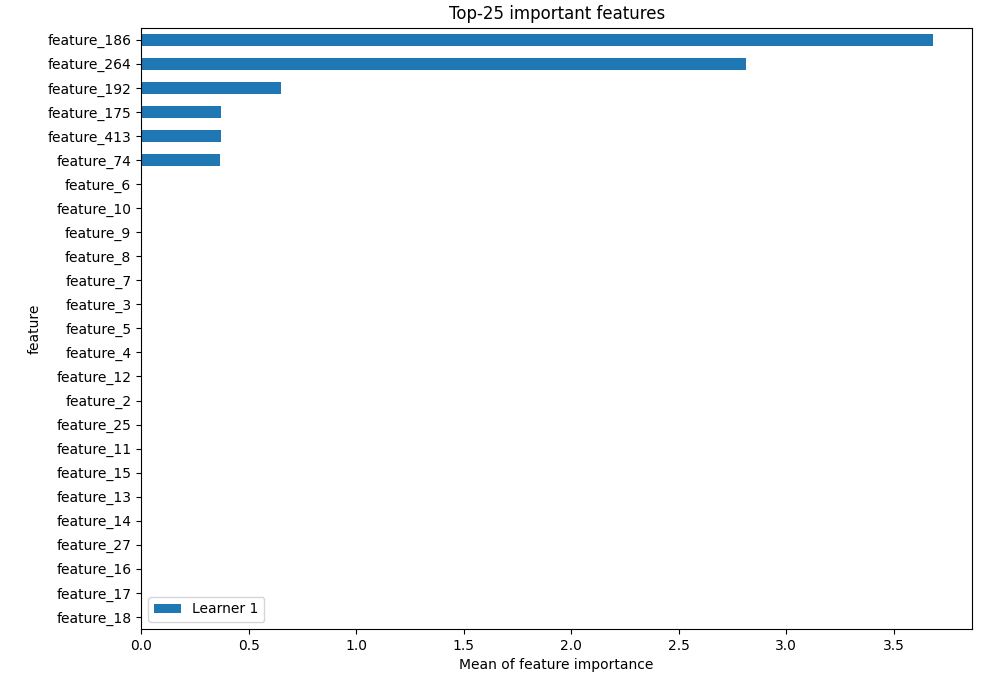 Top-25 important features
feature_186
feature_264
feature_192
feature_175
feature_413
feature_74
feature_6
feature_10
feature_9
feature_8
feature_7
feature_3
feature_5
feature_4
feature_12
feature_2
feature_25
feature_11
feature_15
feature_13
feature_14
feature_27
feature_16
feature_17
feature_18
feature
Learner 1
0.0 0.5 1.0 1.5 2.0 2.5 3.0 3.5
Mean of feature importance